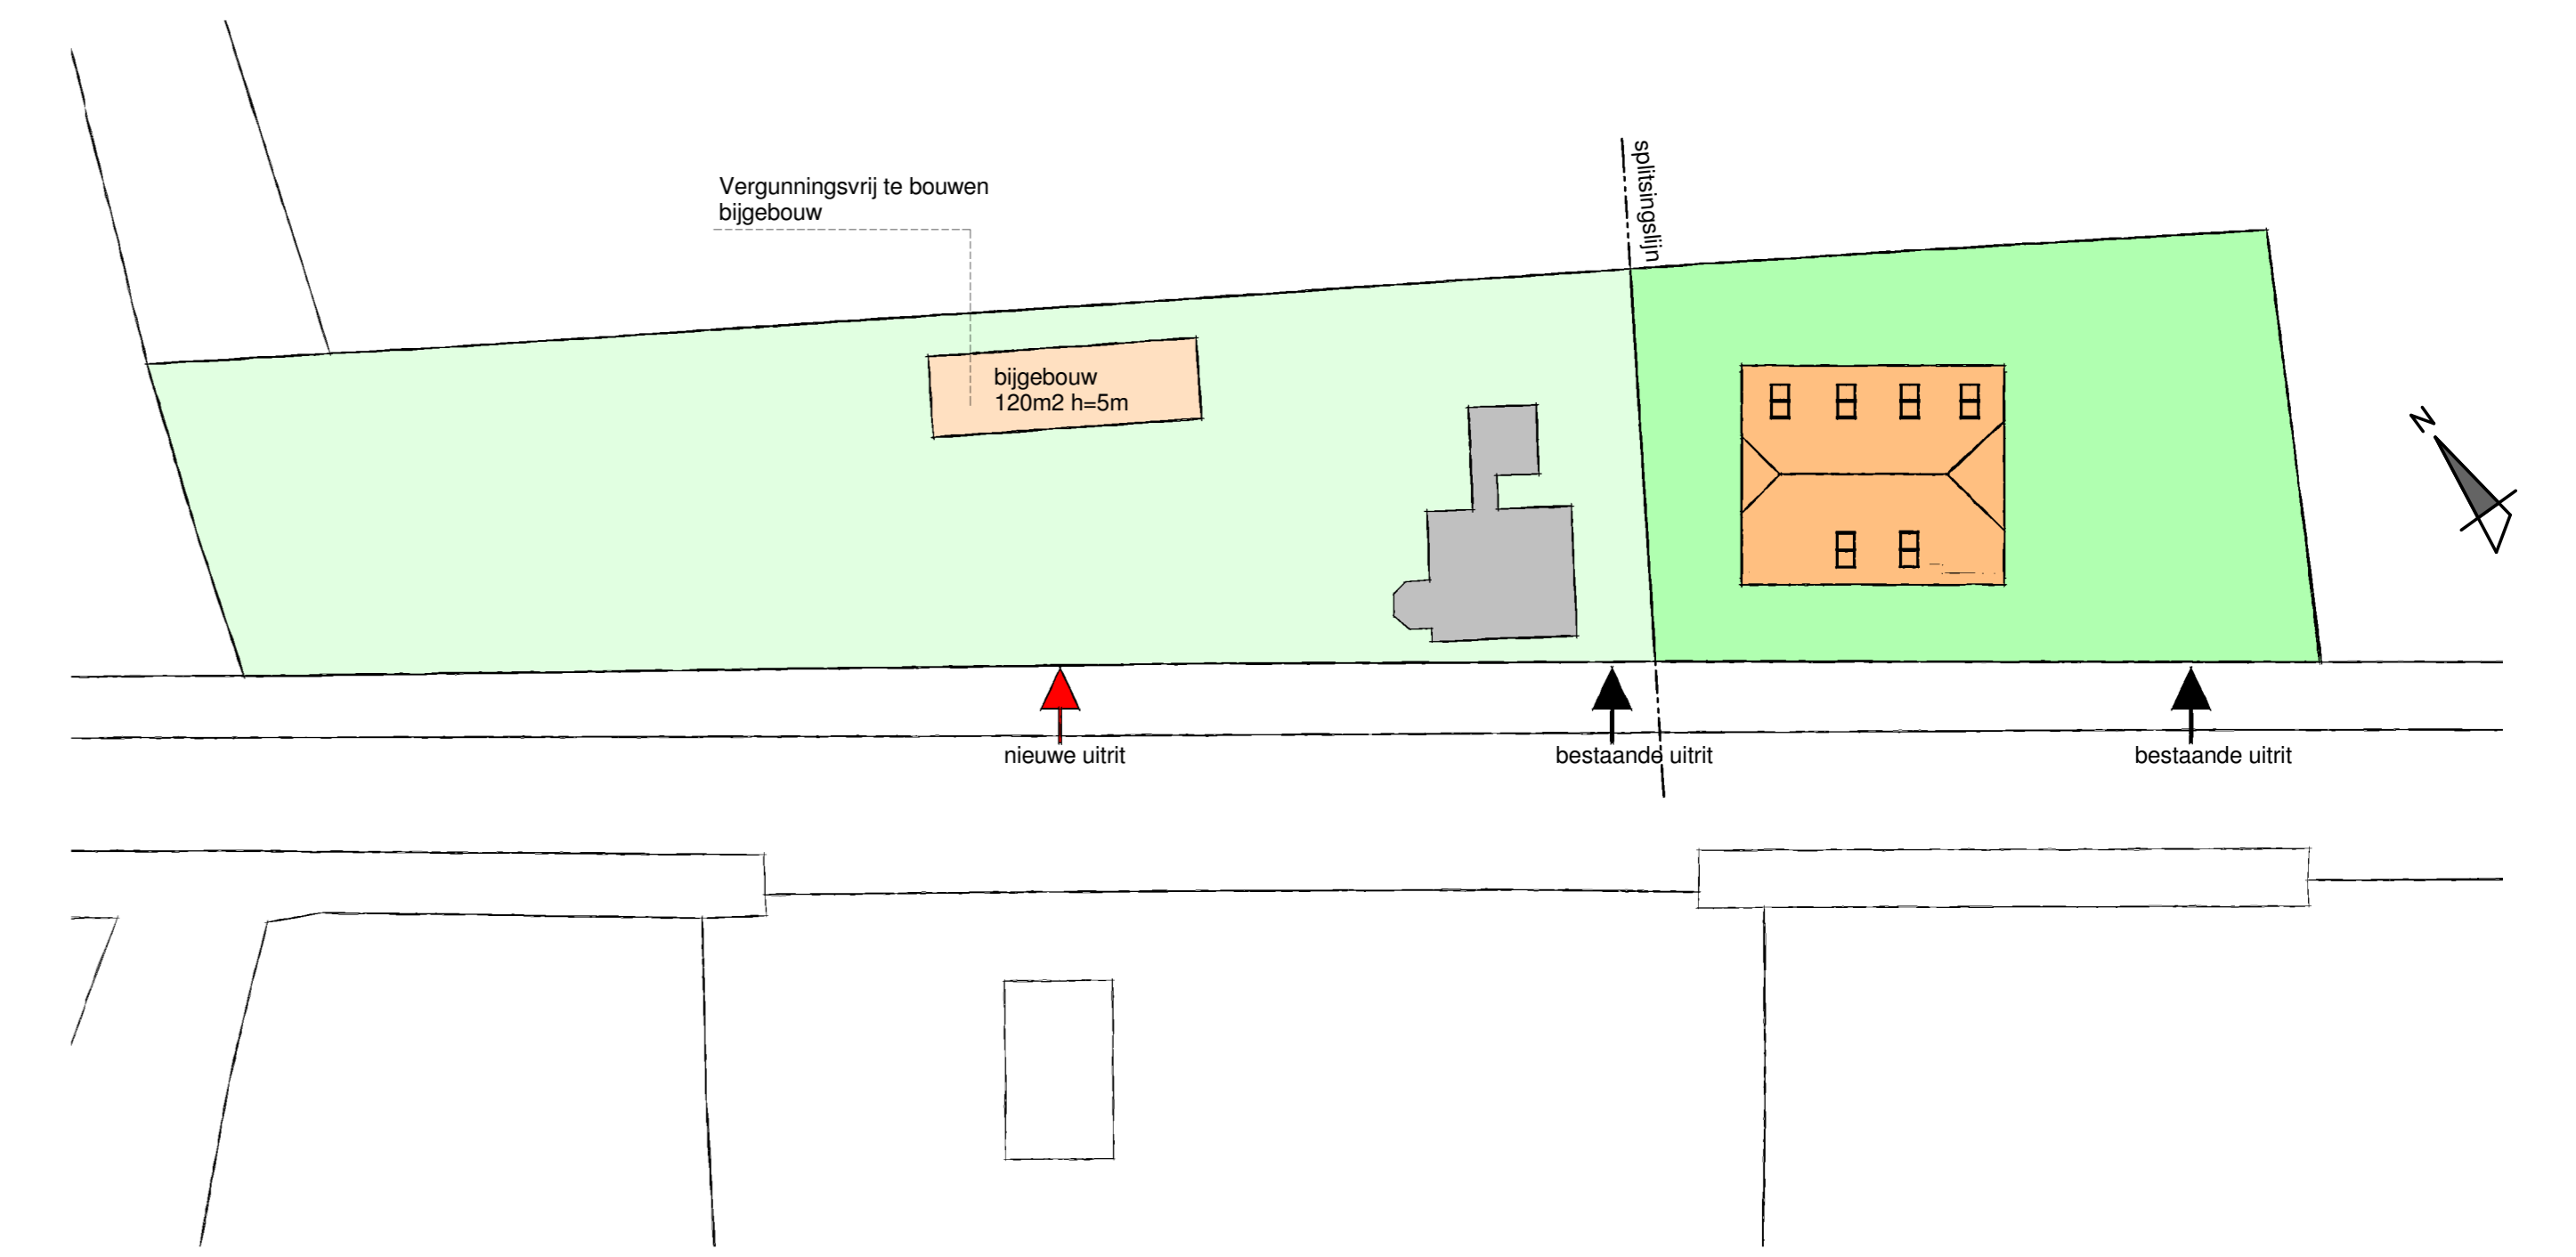 splitsingslijn
Vergunningsvrij te bouwen
bijgebouw
bijgebouw
120m2 h=5m
N
nieuwe uitrit
bestaande uitrit
bestaande uitrit